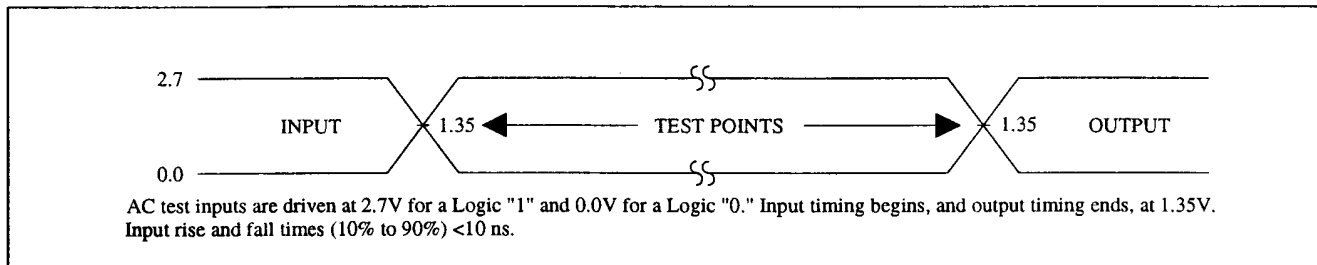 2.7
INPUT 1.35 TEST POINTS 1.35 OUTPUT
0.0
AC test inputs are driven at 2.7V for a Logic "1" and 0.0V for a Logic "0." Input timing begins, and output timing ends, at 1.35V.
Input rise and fall times (10% to 90%) <10 ns.